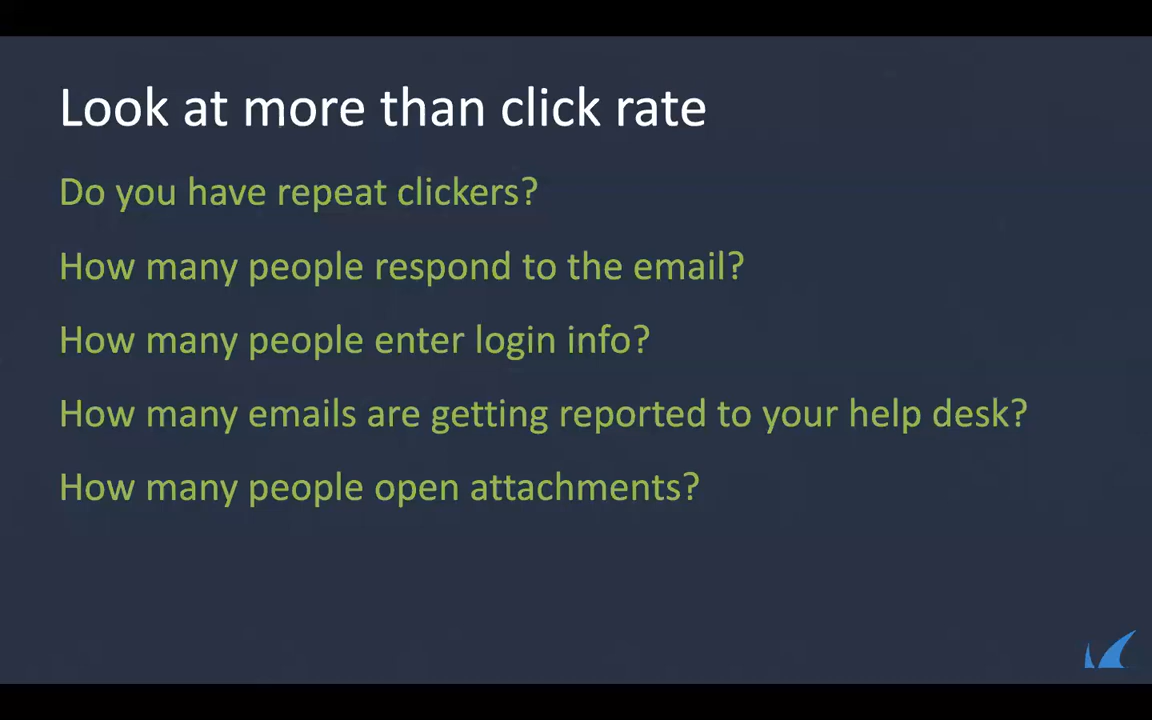 Look at more than click rate
Do you have repeat clickers?
How many people respond to the email?
How many people enter login info?
How many emails are getting reported to your help desk?
How many people open attachments?